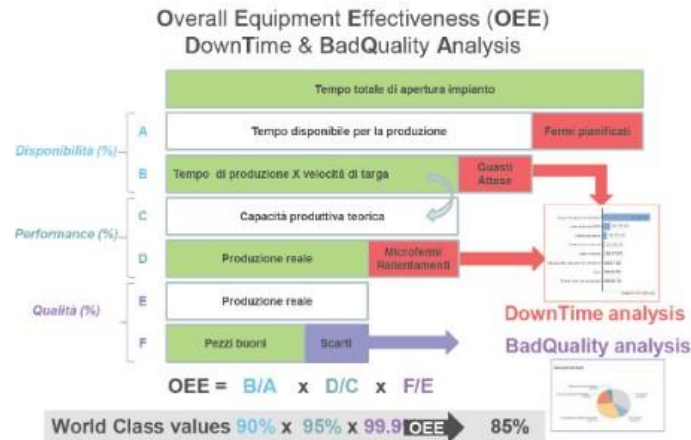 Overall Equipment Effectiveness (OEE)
DownTime & BadQuality Analysis
Tempo totale di apertura impianto
Disponibilità (%)
A
Tempo disponibile per la produzione
Fermi pianificati
B
Tempo di produzione X velocità di targa
Guasti
Attese
Performance (%)
C
Capacità produttiva teorica
D
Produzione reale
Microfermi
Rallentamenti
Qualità (%)
E
Produzione reale
F
Pezzi buoni
Scarti
DownTime analysis
BadQuality analysis
OEE = B/A x D/C x F/E
World Class values 90% x 95% x 99.9% OEE 85%